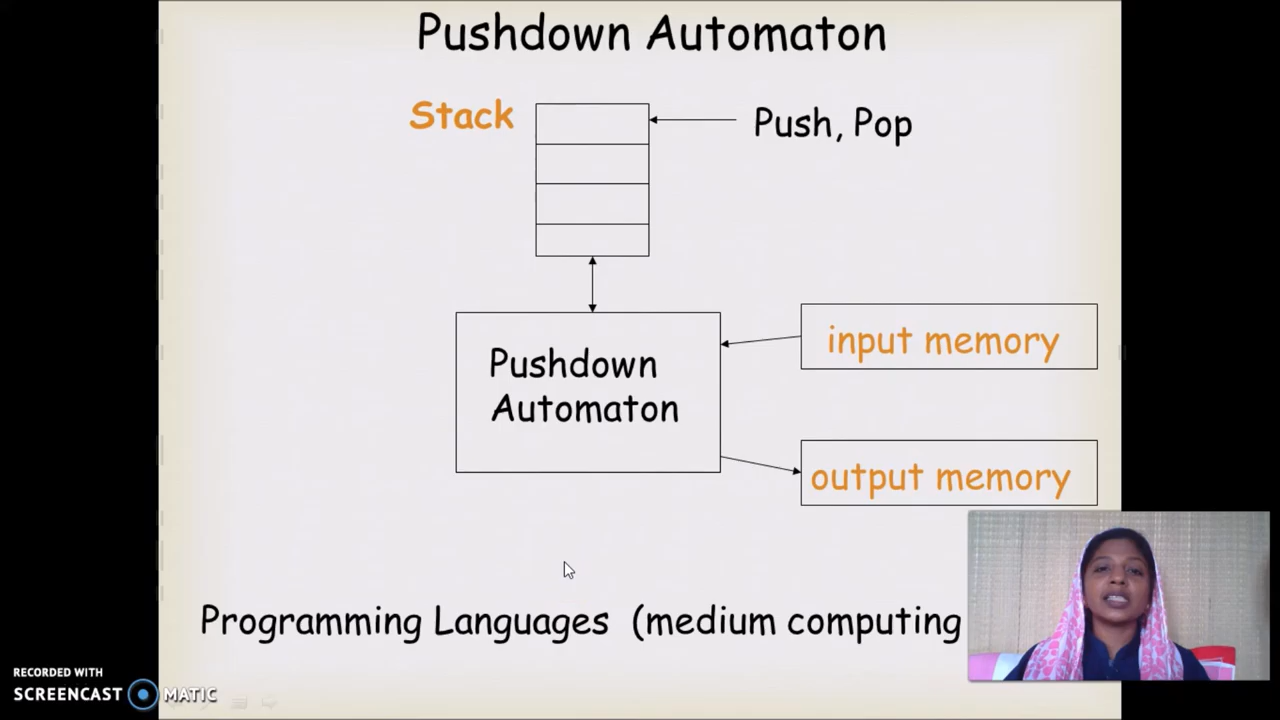 Pushdown Automaton
Stack
Push, Pop
Pushdown
Automaton
input memory
output memory
Programming Languages (medium computing
RECORDED WITH
SCREENCAST MATIC